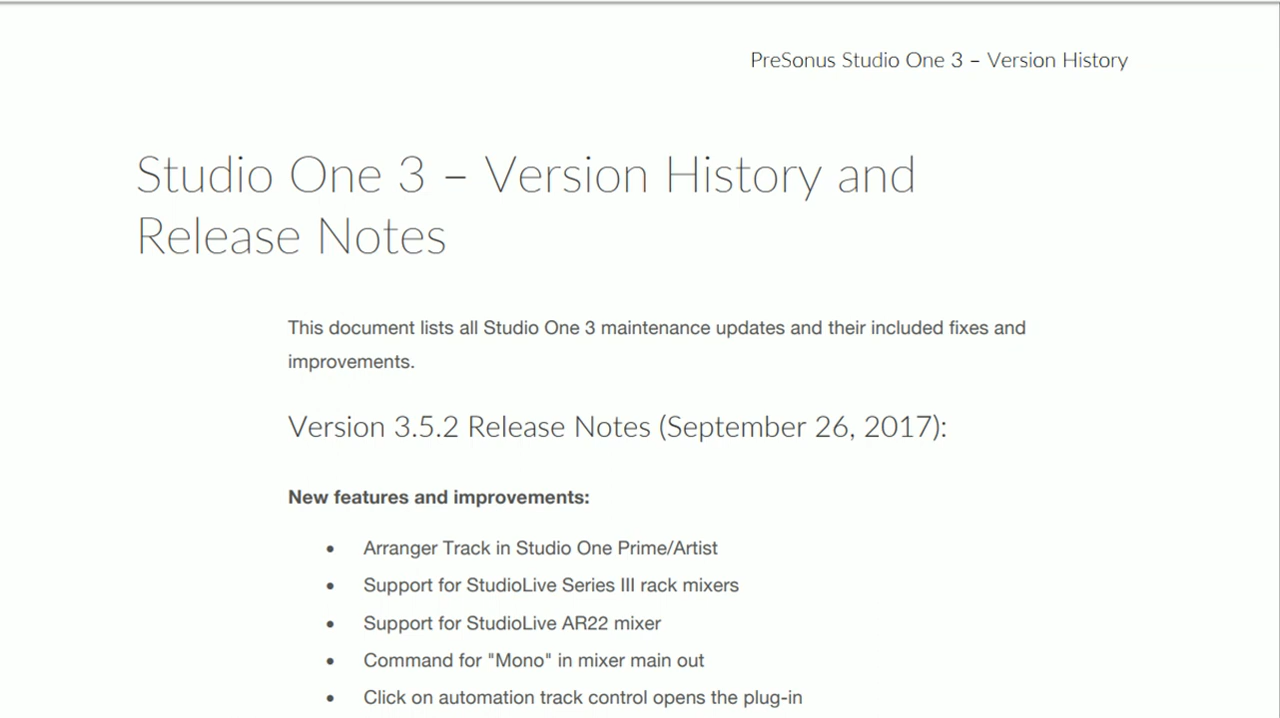 PreSonus Studio One 3 – Version History
Studio One 3 – Version History and
Release Notes
This document lists all Studio One 3 maintenance updates and their included fixes and
improvements.
Version 3.5.2 Release Notes (September 26, 2017):
New features and improvements:
• Arranger Track in Studio One Prime/Artist
• Support for StudioLive Series III rack mixers
• Support for StudioLive AR22 mixer
• Command for "Mono" in mixer main out
• Click on automation track control opens the plug-in